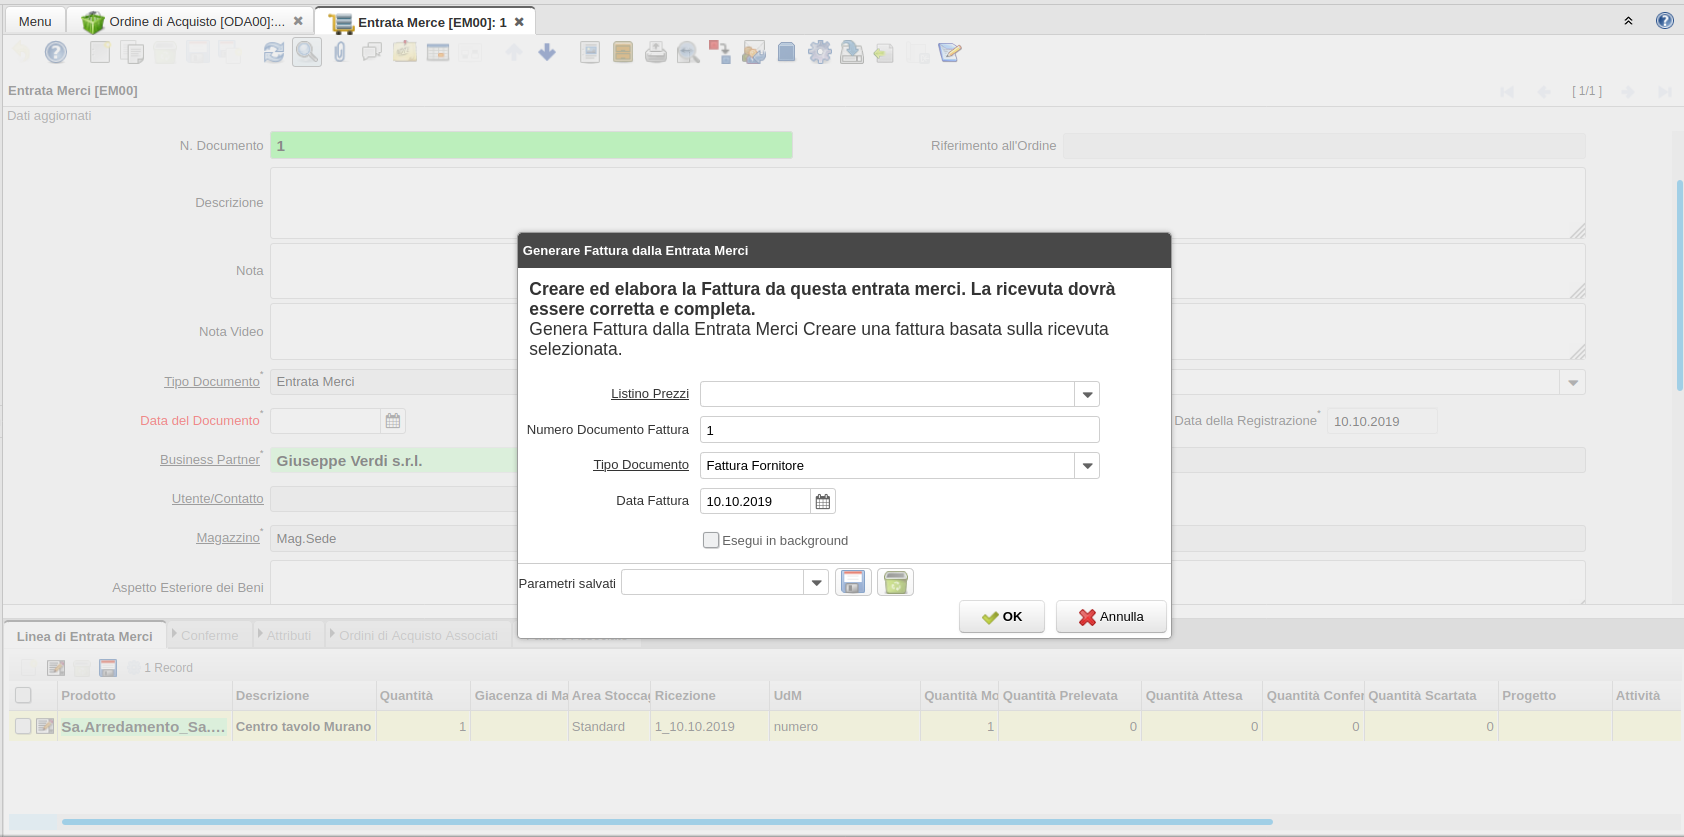 Menu
Ordine di Acquisto [ODA00]:...
Entrata Merce [EM00]: 1
Entrata Merci [EM00]
[ 1/1 ]
Dati aggiornati
N. Documento
1
Riferimento all'Ordine
Descrizione
Nota
Nota Video
Tipo Documento*
Entrata Merci
Data del Documento*
Data della Registrazione*
10.10.2019
Business Partner*
Giuseppe Verdi s.r.l.
Utente/Contatto
Magazzino*
Mag.Sede
Aspetto Esteriore dei Beni
Generare Fattura dalla Entrata Merci
Creare ed elabora la Fattura da questa entrata merci. La ricevuta dovrà
essere corretta e completa.
Genera Fattura dalla Entrata Merci Creare una fattura basata sulla ricevuta
selezionata.
Listino Prezzi
Numero Documento Fattura
1
Tipo Documento
Fattura Fornitore
Data Fattura
10.10.2019
Esegui in background
Parametri salvati
OK
Annulla
Linea di Entrata Merci
Conferme
Attributi
Ordini di Acquisto Associati
1 Record
Prodotto
Descrizione
Quantità
Giacenza di Ma
Area Stoccag
Ricezione
UdM
Quantità Mo
Quantità Prelevata
Quantità Attesa
Quantità Confer
Quantità Scartata
Progetto
Attività
Sa.Arredamento_Sa....
Centro tavolo Murano
1
Standard
1_10.10.2019
numero
1
0
0
0
0